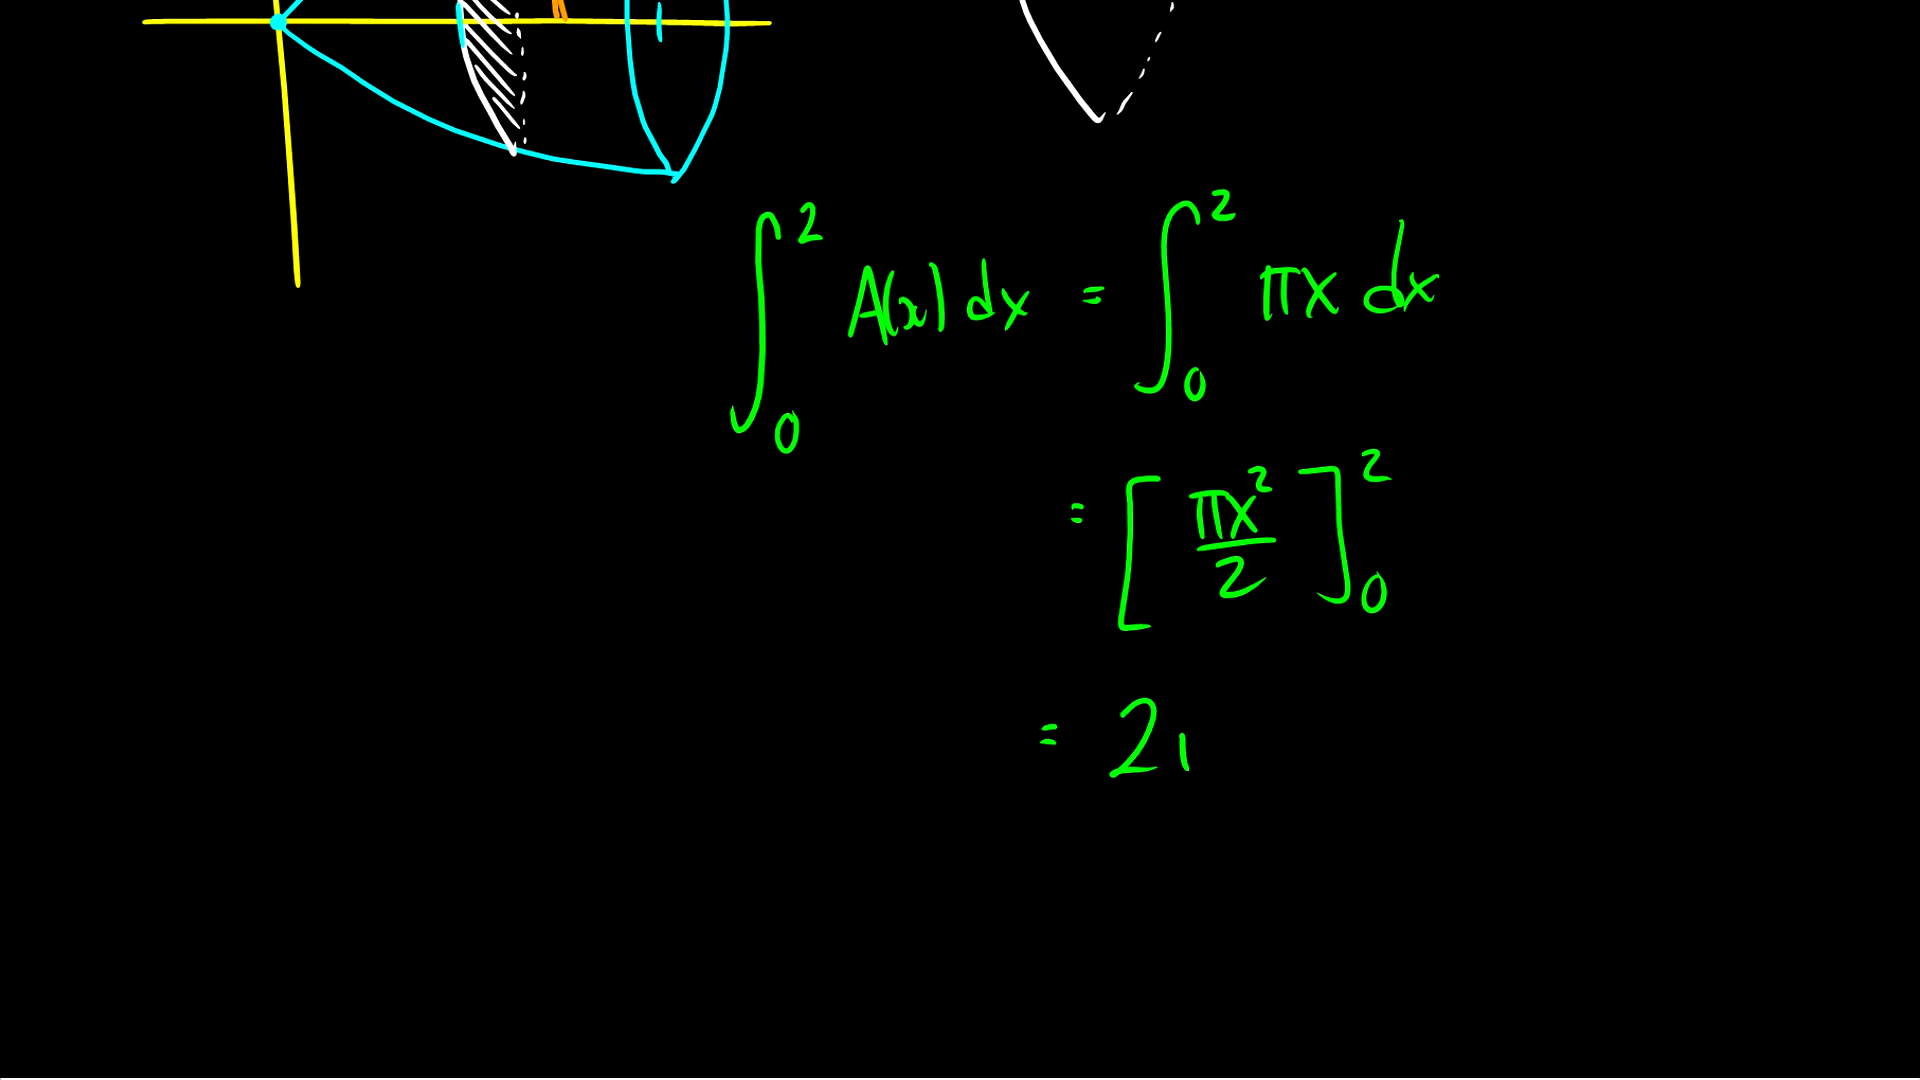 ∫₀² A(x) dx = ∫₀² πx dx
= [πx²/2]₀²
= 2